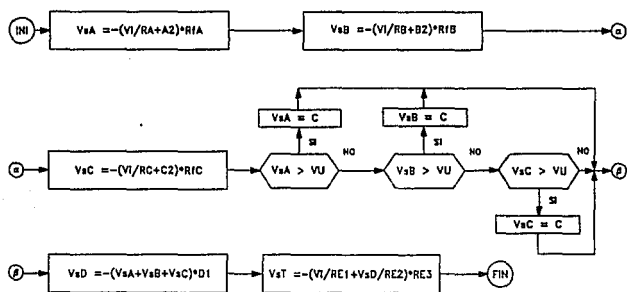 INI
VsA =-(VI/RA+A2)*RfA
VsB =-(VI/RB+B2)*RfB
α
VsA = C
VsB = C
SI
SI
NO
NO
NO
α
VsC =-(VI/RC+C2)*RfC
VsA > VU
VsB > VU
VsC > VU
β
SI
VsC = C
β
VsD =-(VsA+VsB+VsC)*D1
VsT =-(VI/RE1+VsD/RE2)*RE3
FIN